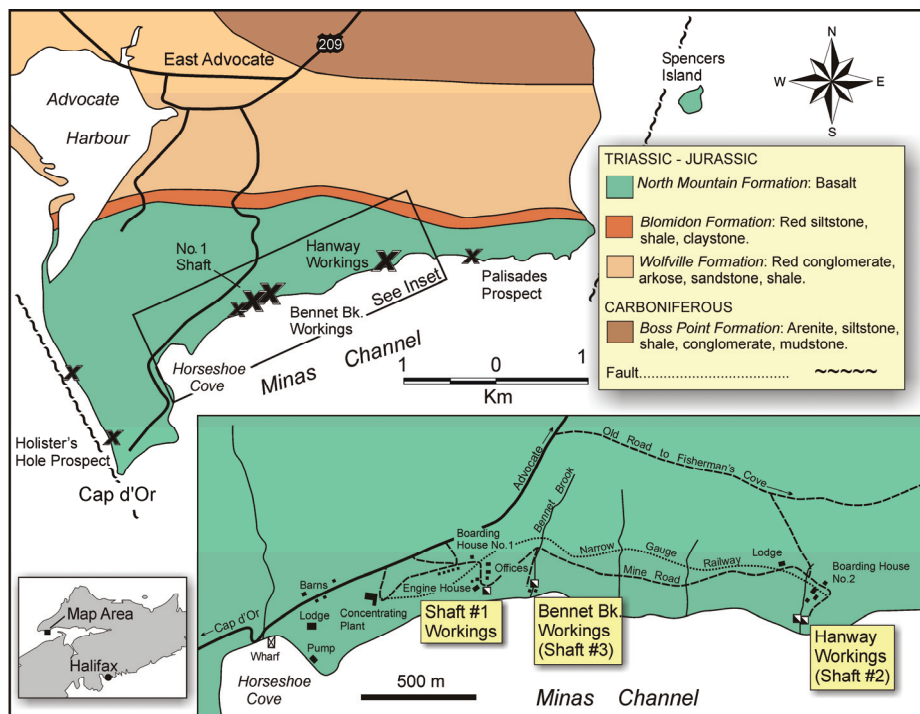 209
East Advocate
Advocate
Harbour
Spencers
Island
N
W
E
S
No. 1
Shaft
Hanway
Workings
See Inset
Palisades
Prospect
Bennet Bk.
Workings
Horseshoe
Cove
Minas Channel
1 0 1
Km
Holister's
Hole Prospect
Cap d'Or
TRIASSIC - JURASSIC
North Mountain Formation: Basalt
Blomidon Formation: Red siltstone,
shale, claystone.
Wolfville Formation: Red conglomerate,
arkose, sandstone, shale.
CARBONIFEROUS
Boss Point Formation: Arenite, siltstone,
shale, conglomerate, mudstone.
Fault.................................... ~~~~~
Map Area
Halifax
Old Road to Fisherman's Cove
Advocate
Bennet Brook
Boarding
House No.1
Narrow Gauge Railway
Lodge
Boarding House
No.2
Mine Road
Offices
Engine House
Barns
Concentrating
Plant
Lodge
Cap d'Or
Wharf
Pump
Horseshoe
Cove
Shaft #1
Workings
Bennet Bk.
Workings
(Shaft #3)
Hanway
Workings
(Shaft #2)
500 m
Minas Channel